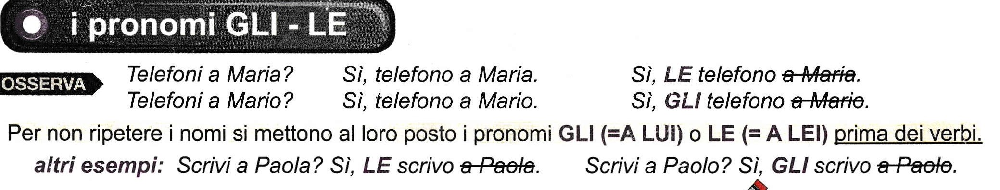 i pronomi GLI - LE
OSSERVA Telefoni a Maria? Sì, telefono a Maria. Sì, LE telefono a Maria.
Telefoni a Mario? Sì, telefono a Mario. Sì, GLI telefono a Mario.
Per non ripetere i nomi si mettono al loro posto i pronomi GLI (=A LUI) o LE (= A LEI) prima dei verbi.
altri esempi: Scrivi a Paola? Sì, LE scrivo a Paola. Scrivi a Paolo? Sì, GLI scrivo a Paolo.